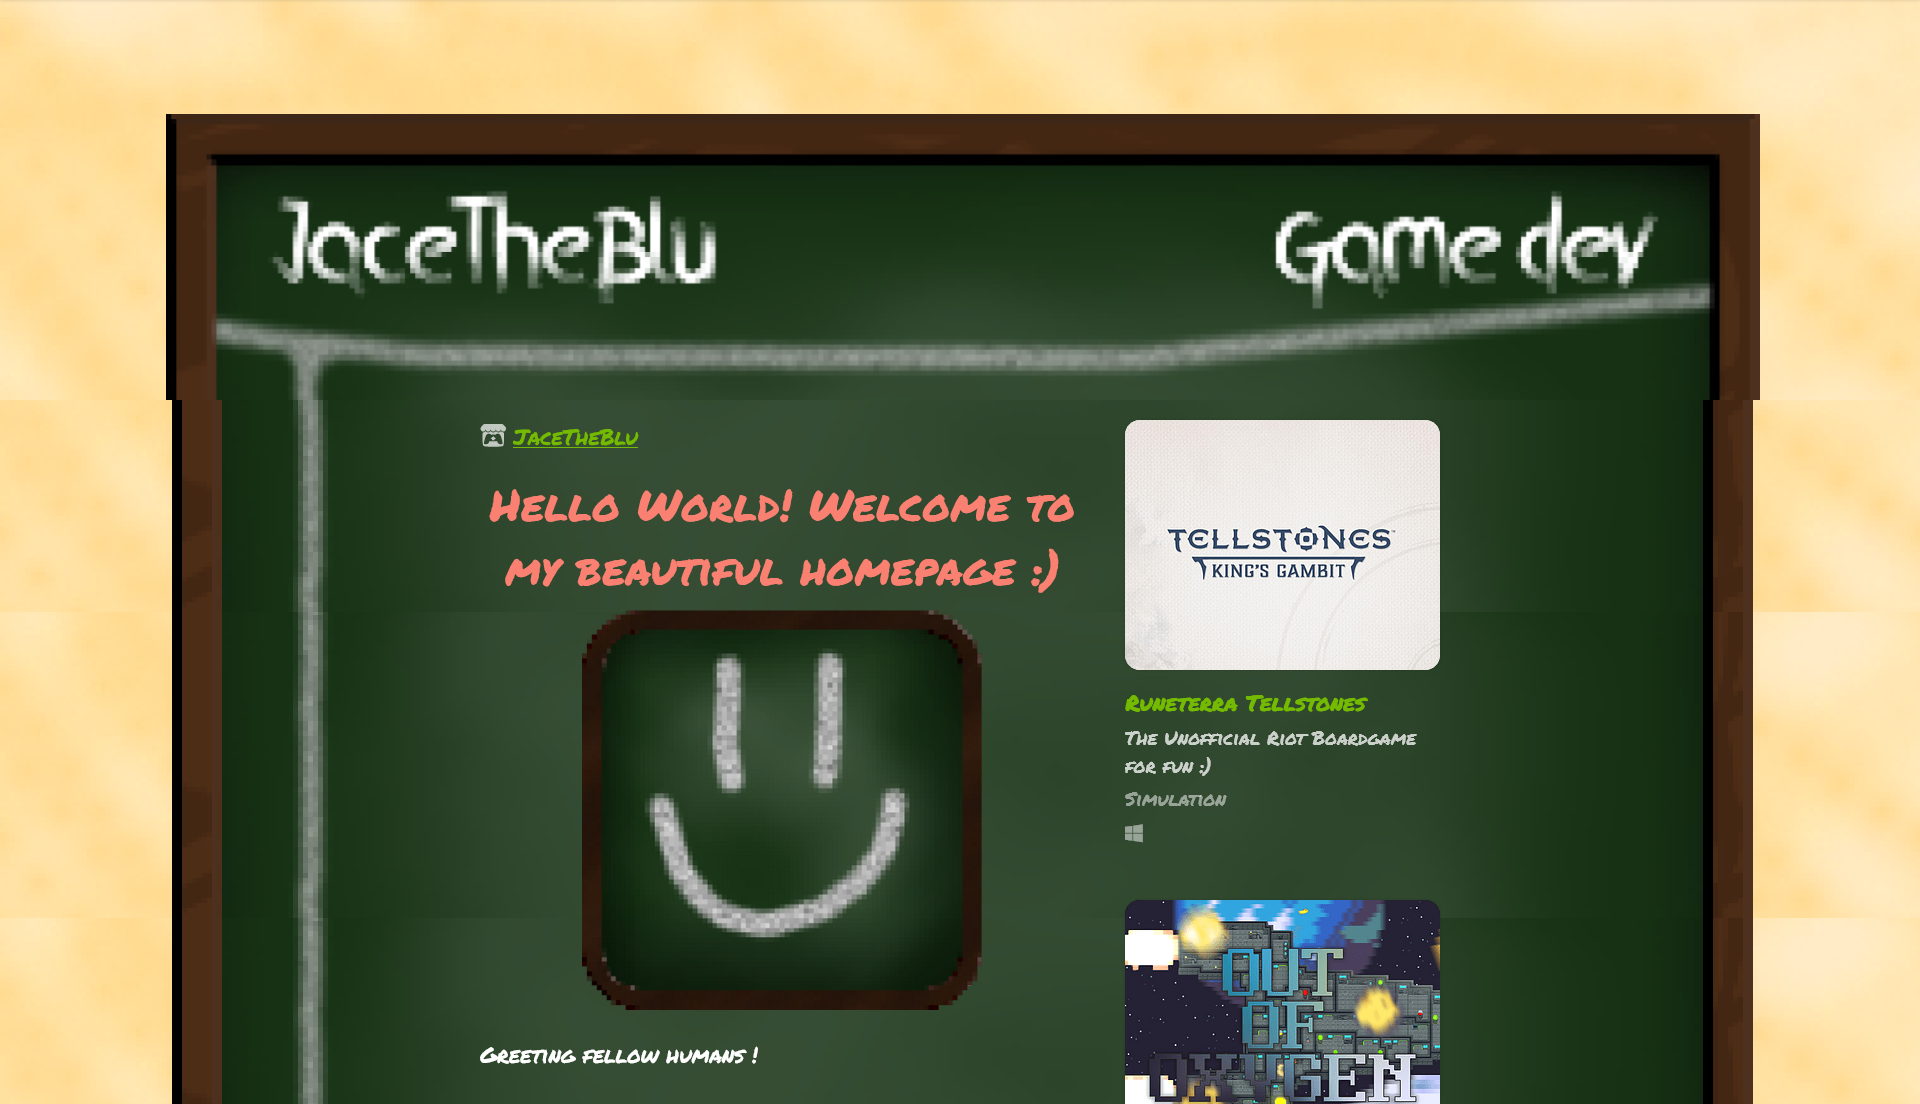 JaceTheBlu
Game dev
JaceTheBlu
Hello World! Welcome to
my beautiful homepage :)
Greeting fellow humans !
TELLSTONES™
KING'S GAMBIT
Runeterra Tellstones
The Unofficial Riot Boardgame
for fun :)
Simulation
OUT
OF
OXYGEN